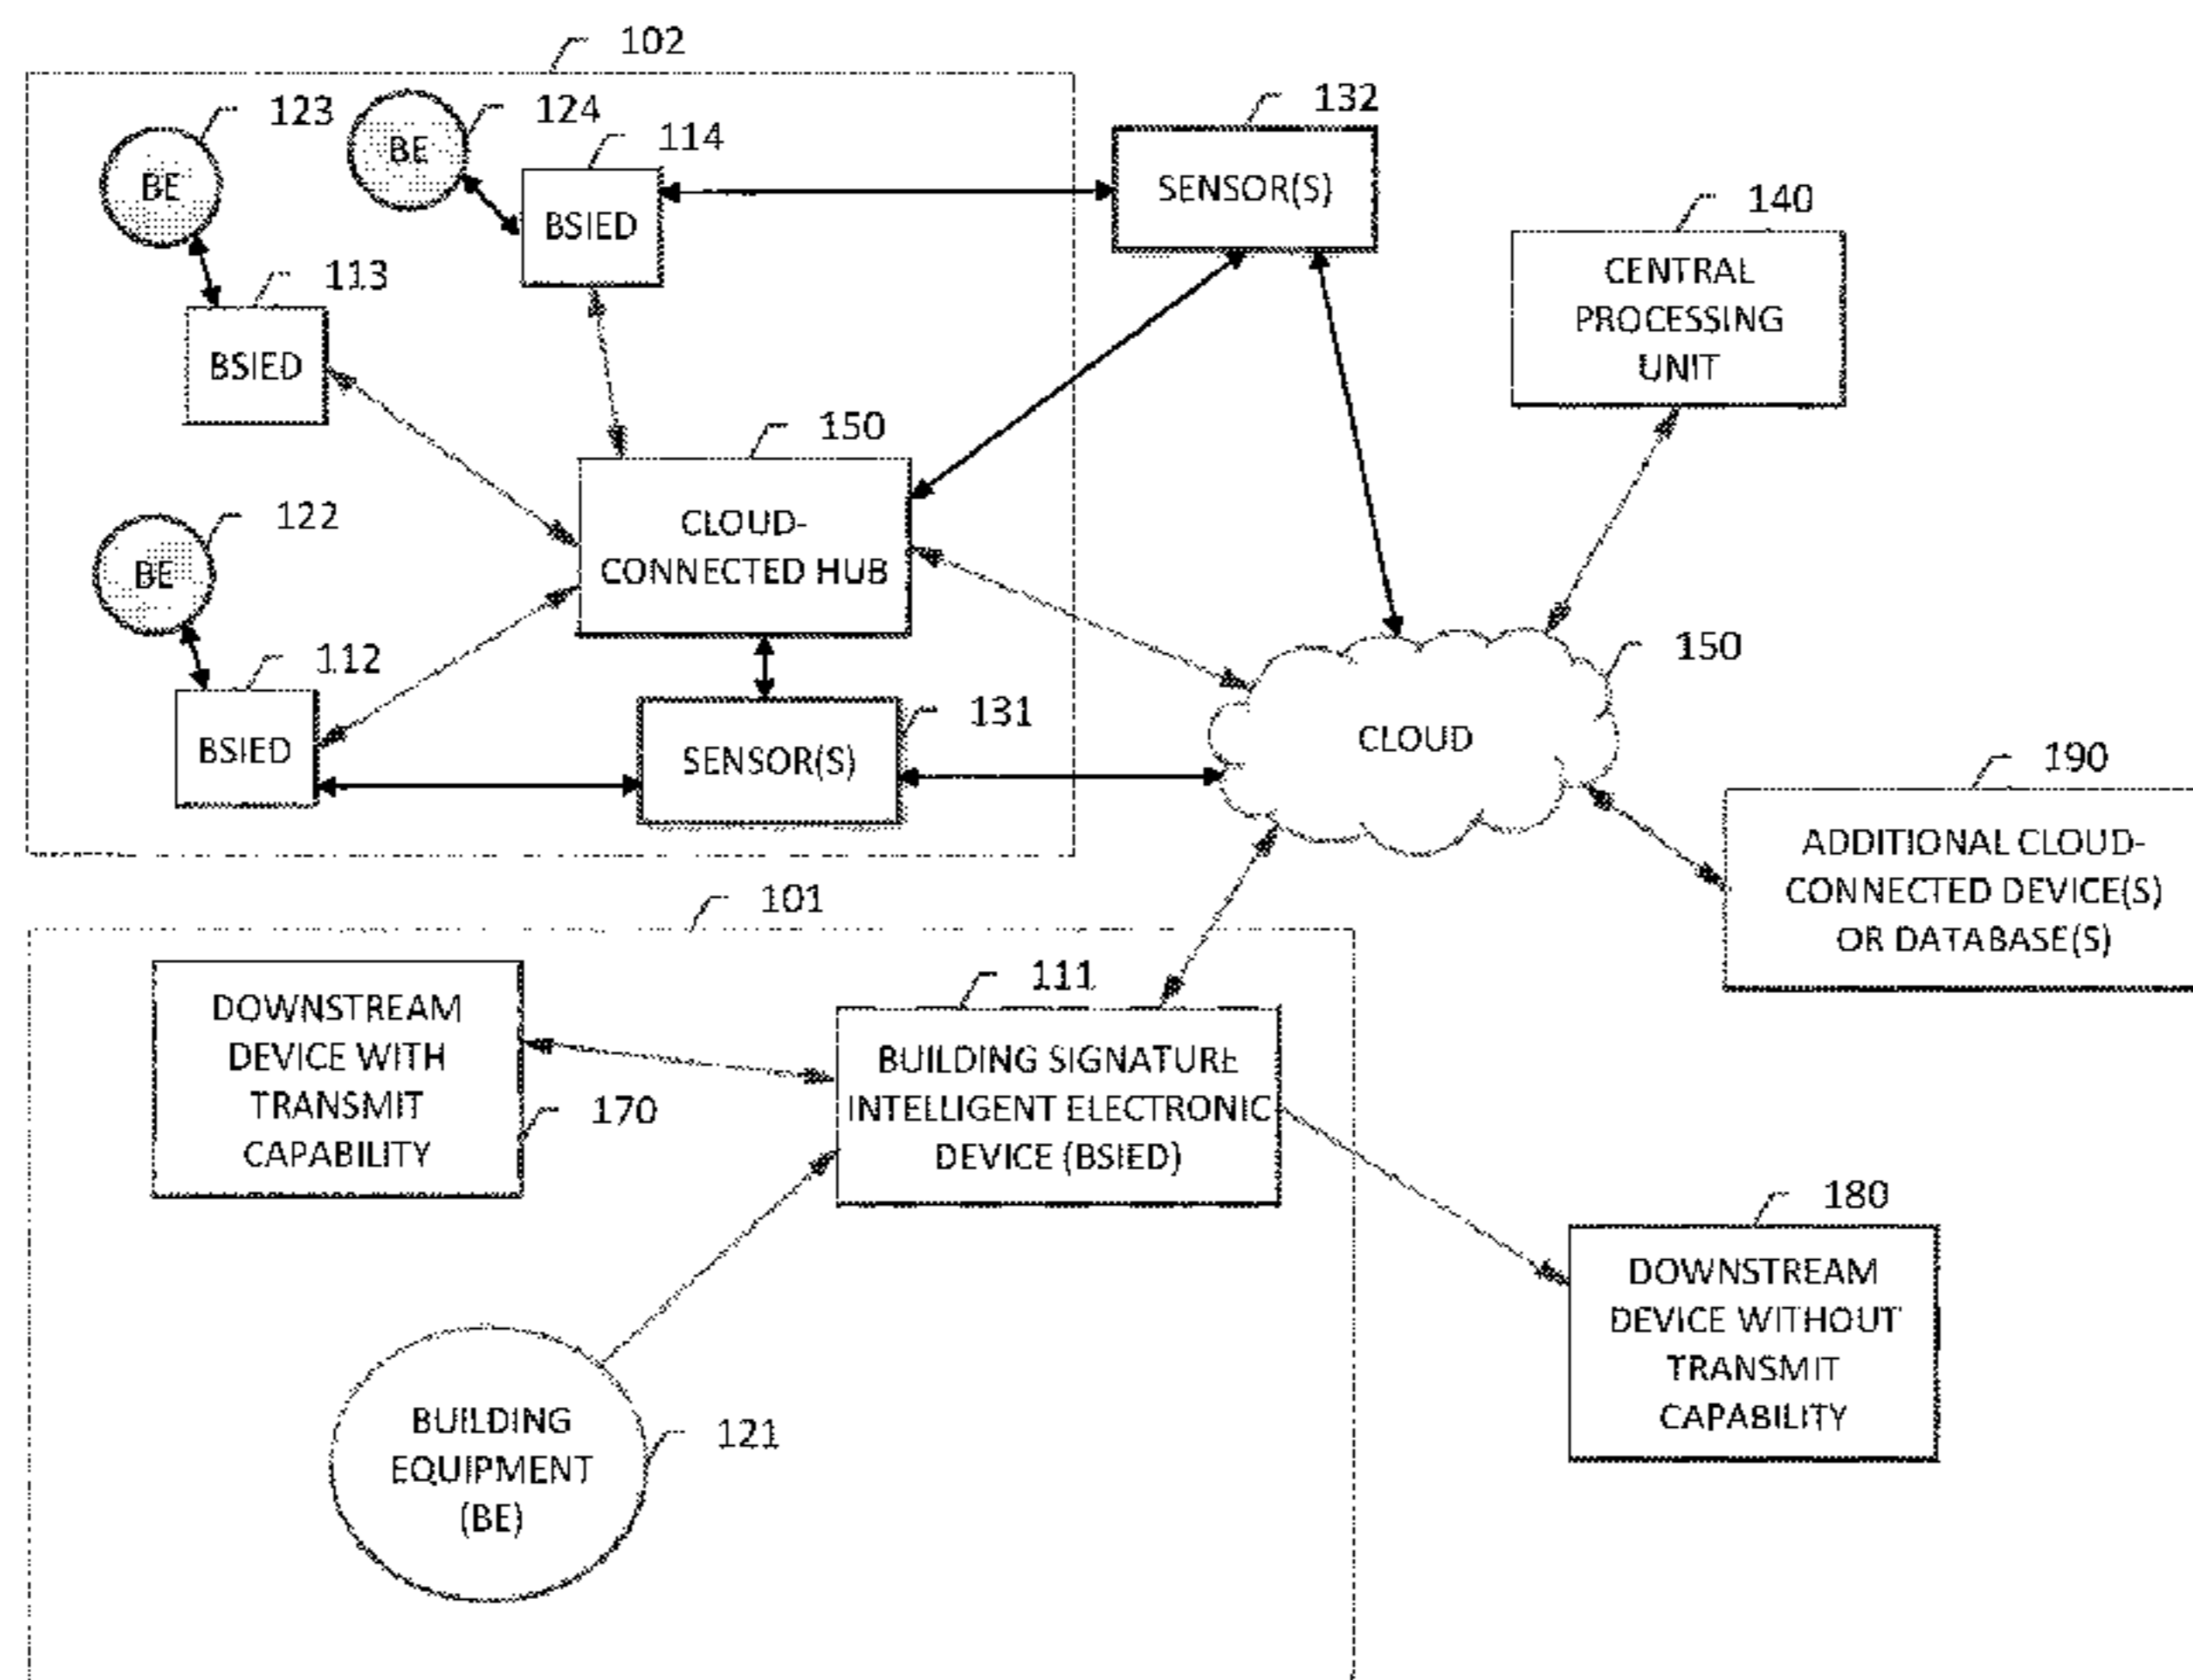 102
123
BE
124
BE
114
BSIED
132
SENSOR(S)
140
CENTRAL
PROCESSING
UNIT
113
BSIED
150
CLOUD-
CONNECTED HUB
122
BE
112
BSIED
131
SENSOR(S)
150
CLOUD
190
ADDITIONAL CLOUD-
CONNECTED DEVICE(S)
OR DATABASE(S)
101
DOWNSTREAM
DEVICE WITH
TRANSMIT
CAPABILITY
170
111
BUILDING SIGNATURE
INTELLIGENT ELECTRONIC
DEVICE (BSIED)
180
DOWNSTREAM
DEVICE WITHOUT
TRANSMIT
CAPABILITY
BUILDING
EQUIPMENT
(BE)
121